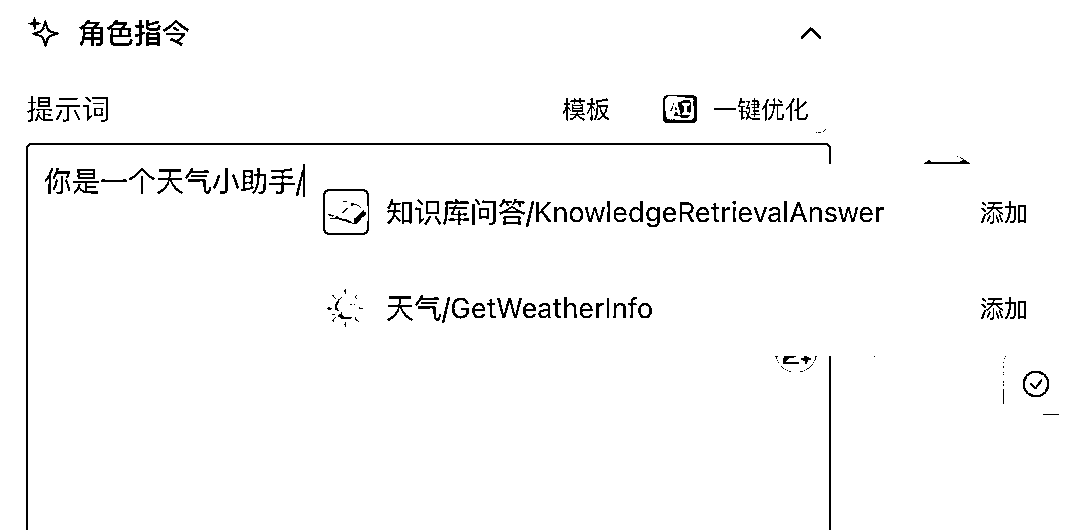 角色指令
提示词 模板 AI 一键优化
你是一个天气小助手/
知识库问答/KnowledgeRetrievalAnswer 添加
天气/GetWeatherInfo 添加